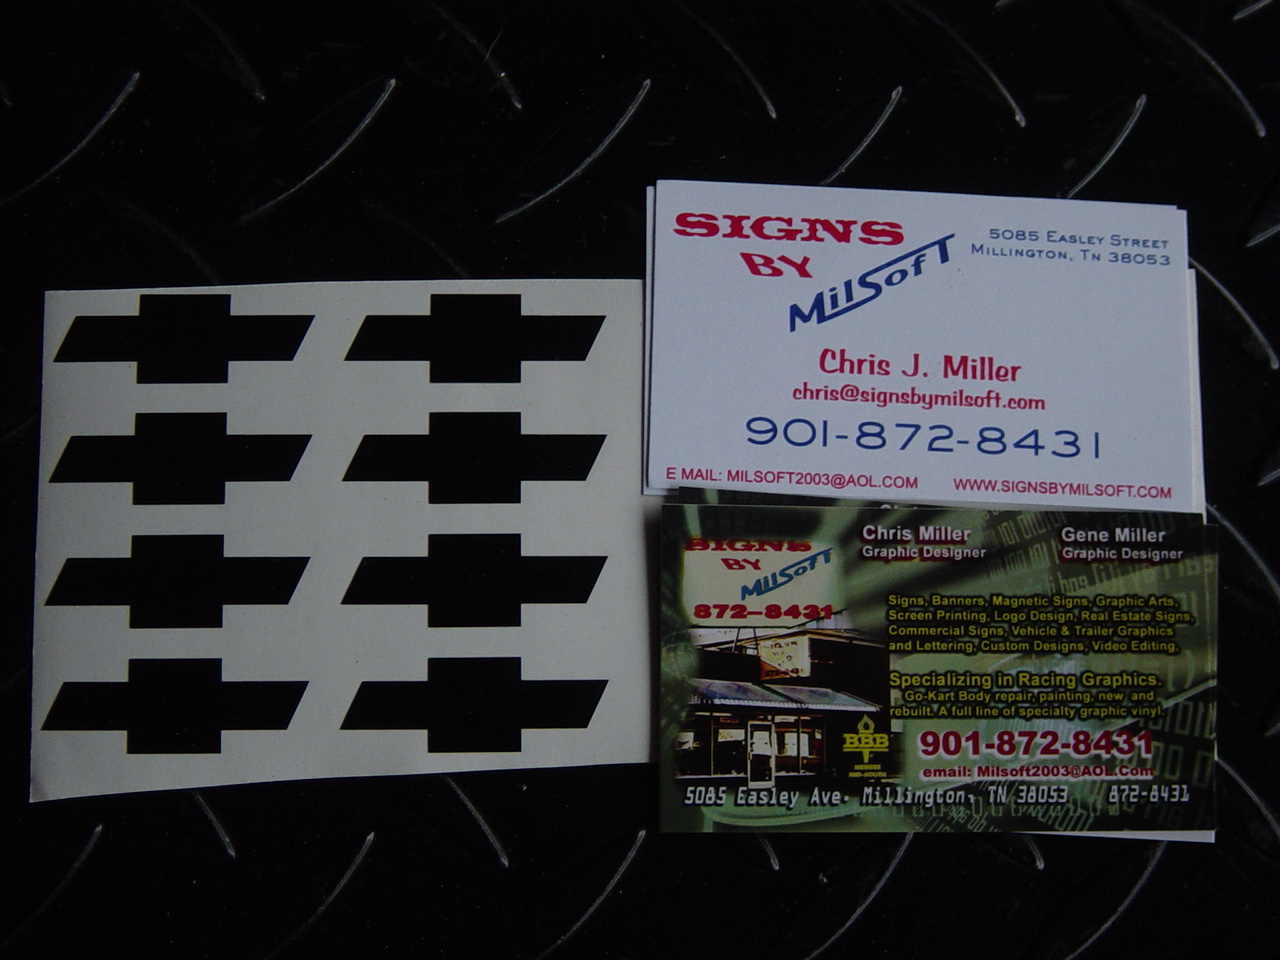 SIGNS
BY
MilSofT
5085 Easley Street
Millington, Tn 38053
Chris J. Miller
chris@signsbymilsoft.com
901-872-8431
E MAIL: MILSOFT2003@AOL.COM
WWW.SIGNSBYMILSOFT.COM
SIGNS
BY
MilSofT
872-8431
Chris Miller
Graphic Designer
Gene Miller
Graphic Designer
Signs, Banners, Magnetic Signs, Graphic Arts,
Screen Printing, Logo Design, Real Estate Signs,
Commercial Signs, Vehicle & Trailer Graphics
and Lettering, Custom Designs, Video Editing.
Specializing in Racing Graphics.
Go-Kart Body repair, painting, new and
rebuilt. A full line of specialty graphic vinyl.
BBB
MEMBER
MID-SOUTH
901-872-8431
email: Milsoft2003@AOL.Com
5085 Easley Ave. Millington, TN 38053 872-8431